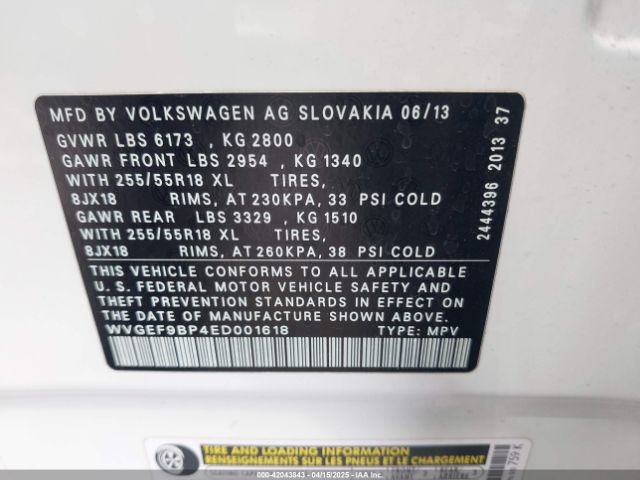 MFD BY VOLKSWAGEN AG SLOVAKIA 06/13
GVWR LBS 6173 , KG 2800
GAWR FRONT LBS 2954 , KG 1340
WITH 255/55R18 XL TIRES,
8JX18 RIMS, AT 230KPA, 33 PSI COLD
GAWR REAR LBS 3329 , KG 1510
WITH 255/55R18 XL TIRES,
8JX18 RIMS, AT 260KPA, 38 PSI COLD
THIS VEHICLE CONFORMS TO ALL APPLICABLE
U. S. FEDERAL MOTOR VEHICLE SAFETY AND
THEFT PREVENTION STANDARDS IN EFFECT ON
THE DATE OF MANUFACTURE SHOWN ABOVE.
WVGEF9BP4ED001618 TYPE: MPV
2444396 2013 37
TIRE AND LOADING INFORMATION
RENSEIGNEMENTS SUR LES PNEUS ET LE CHARGEMENT
759 K
000-42043843 - 04/15/2025 - IAA Inc.